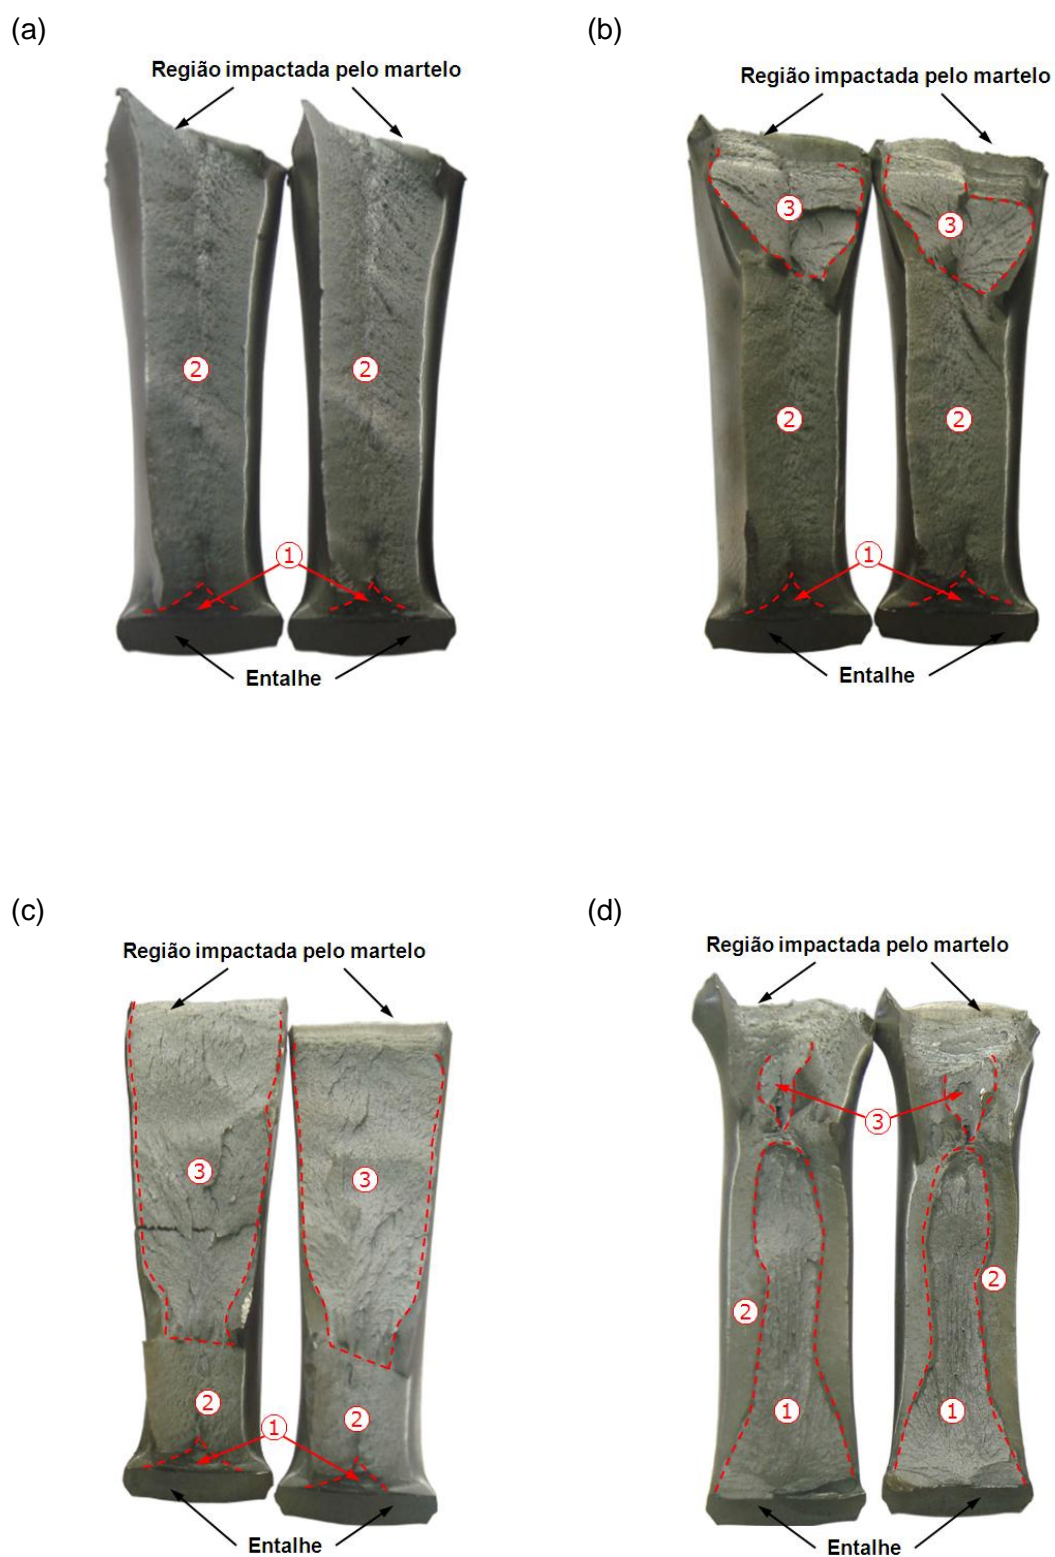 (a)
Região impactada pelo martelo
2
2
1
Entalhe
(b)
Região impactada pelo martelo
3
3
2
2
1
Entalhe
(c)
Região impactada pelo martelo
3
3
2
2
1
Entalhe
(d)
Região impactada pelo martelo
3
2
2
1
1
Entalhe